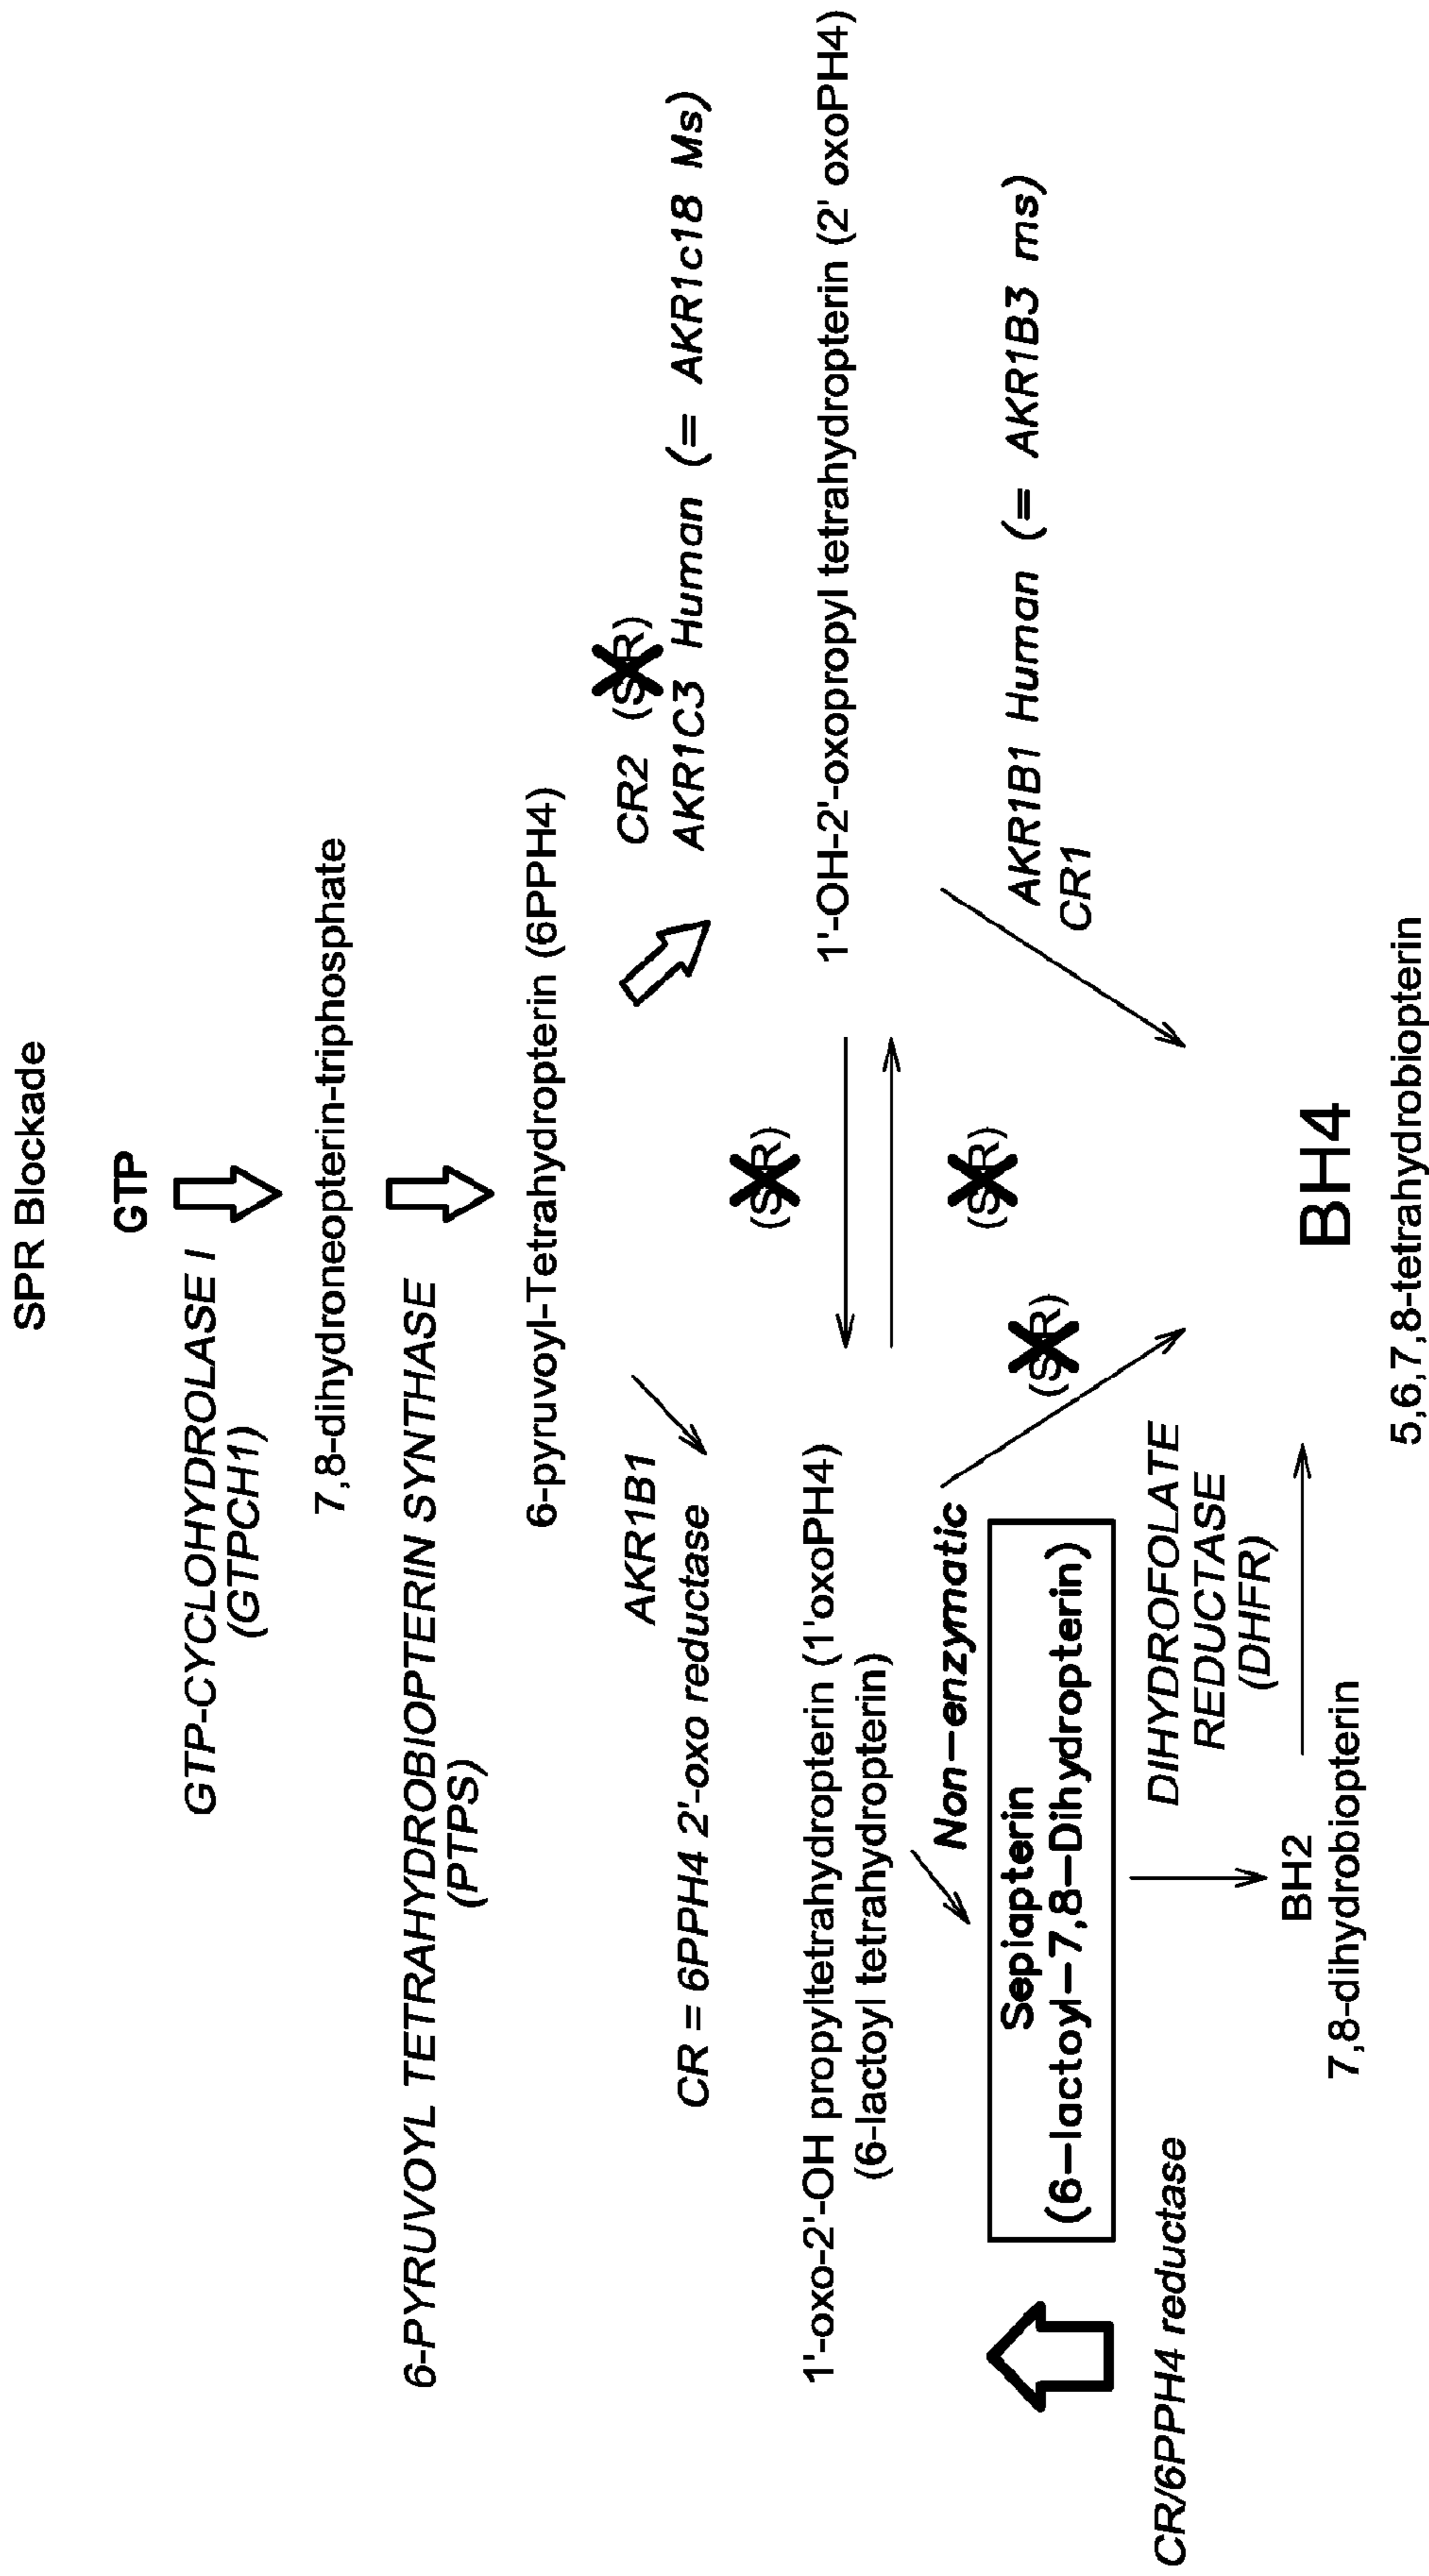 SPR Blockade
GTP
GTP-CYCLOHYDROLASE I
(GTPCH1)
7,8-dihydroneopterin-triphosphate
6-PYRUVOYL TETRAHYDROBIOPTERIN SYNTHASE
(PTPS)
6-pyruvoyl-Tetrahydropterin (6PPH4)
AKR1B1
CR = 6PPH4 2'-oxo reductase
CR2 (SR)
AKR1C3 Human (= AKR1c18 Ms)
(SR)
1'-oxo-2'-OH propyltetrahydropterin (1'oxoPH4)
(6-lactoyl tetrahydropterin)
1'-OH-2'-oxopropyl tetrahydropterin (2' oxoPH4)
(SR)
Non-enzymatic
(SR)
AKR1B1 Human (= AKR1B3 ms)
CR1
Sepiapterin
(6-lactoyl-7,8-Dihydropterin)
CR/6PPH4 reductase
DIHYDROFOLATE
REDUCTASE
(DHFR)
BH2
7,8-dihydrobiopterin
BH4
5,6,7,8-tetrahydrobiopterin